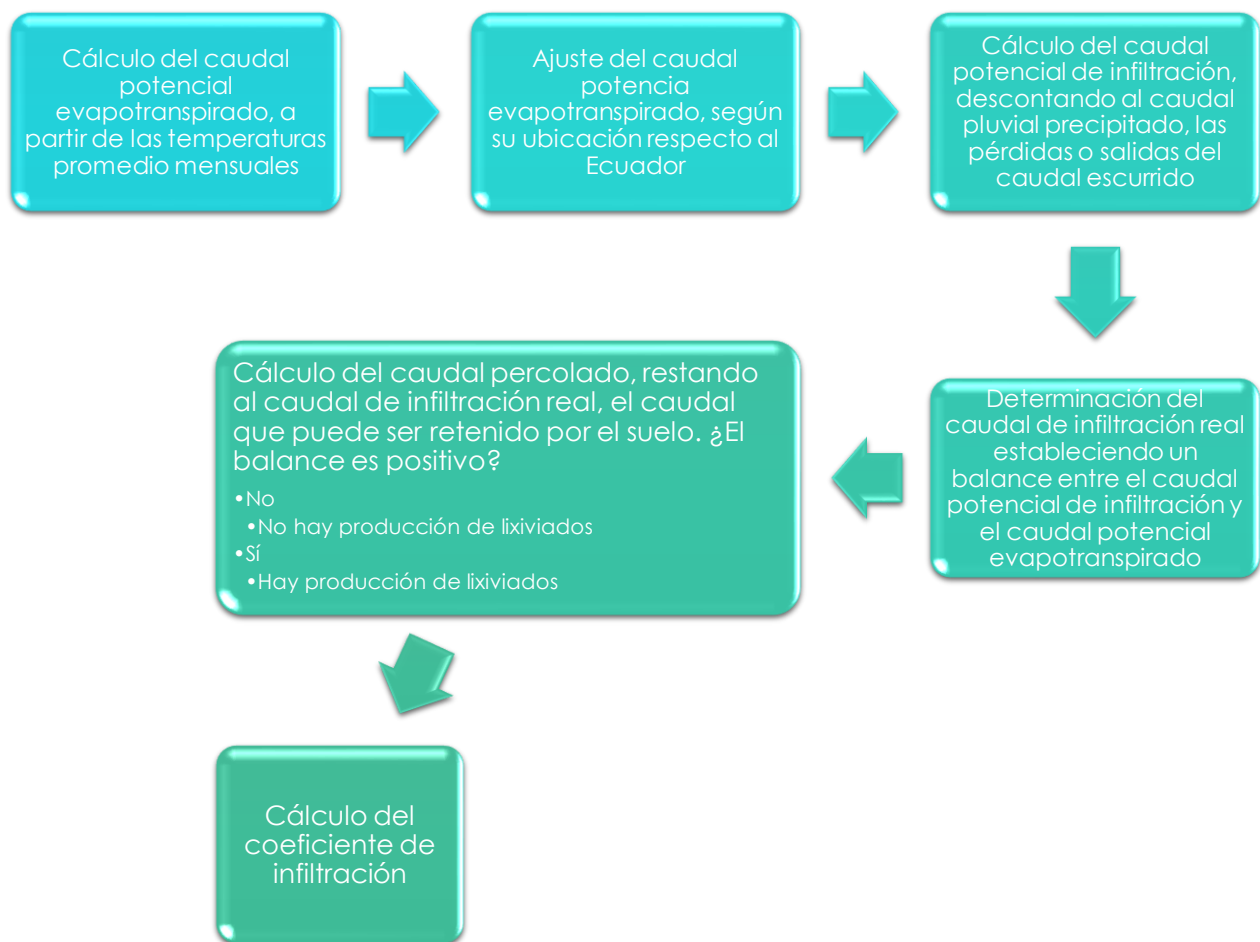 Cálculo del caudal
potencial
evapotranspirado, a
partir de las temperaturas
promedio mensuales
Ajuste del caudal
potencia
evapotranspirado, según
su ubicación respecto al
Ecuador
Cálculo del caudal
potencial de infiltración,
descontando al caudal
pluvial precipitado, las
pérdidas o salidas del
caudal escurrido
Determinación del
caudal de infiltración real
estableciendo un
balance entre el caudal
potencial de infiltración y
el caudal potencial
evapotranspirado
Cálculo del caudal percolado, restando
al caudal de infiltración real, el caudal
que puede ser retenido por el suelo. ¿El
balance es positivo?
•No
•No hay producción de lixiviados
•Sí
•Hay producción de lixiviados
Cálculo del
coeficiente de
infiltración